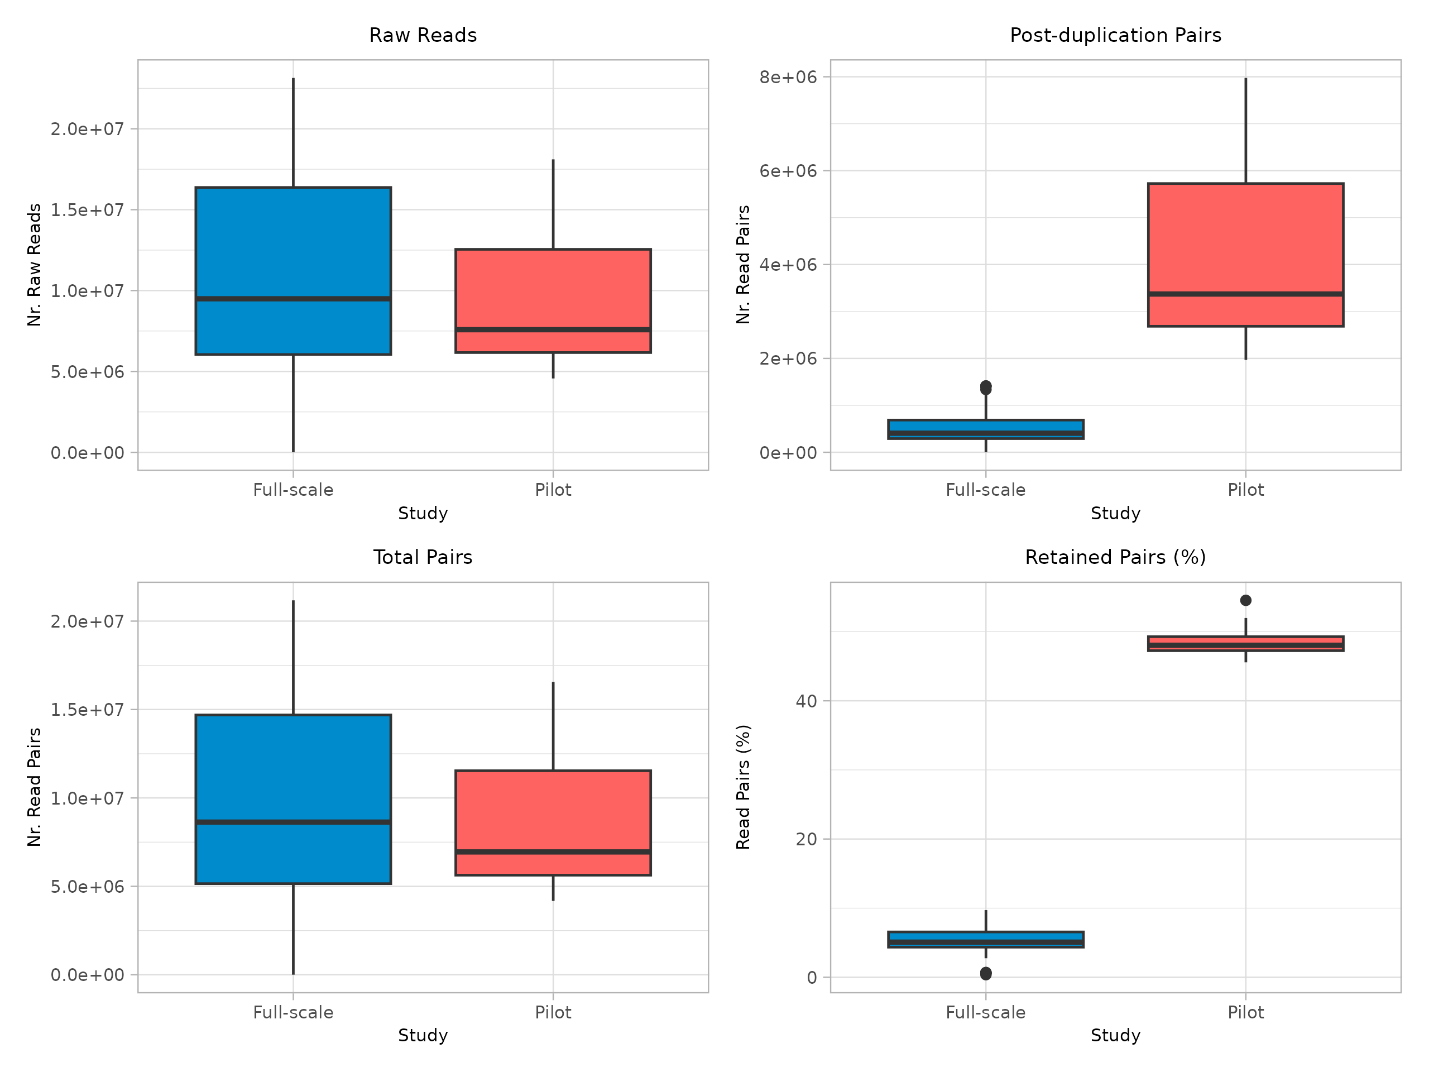 Raw Reads
Nr. Raw Reads
2.0e+07
1.5e+07
1.0e+07
5.0e+06
0.0e+00
Full-scale Pilot
Study
Post-duplication Pairs
Nr. Read Pairs
8e+06
6e+06
4e+06
2e+06
0e+00
Full-scale Pilot
Study
Total Pairs
Nr. Read Pairs
2.0e+07
1.5e+07
1.0e+07
5.0e+06
0.0e+00
Full-scale Pilot
Study
Retained Pairs (%)
Read Pairs (%)
40
20
0
Full-scale Pilot
Study